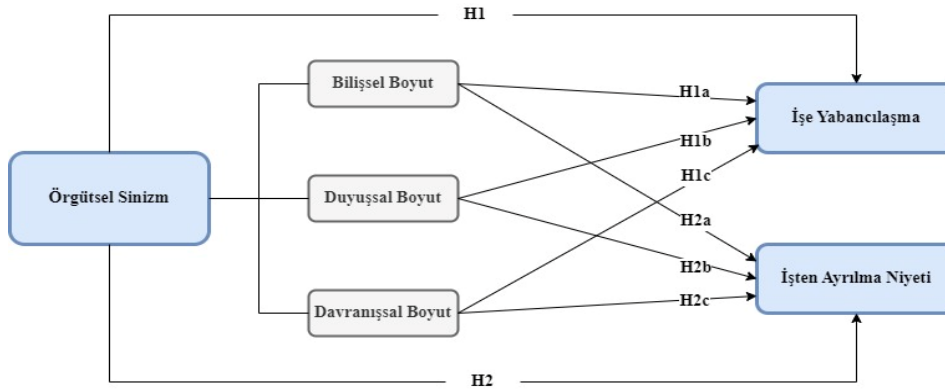 H1
Bilişsel Boyut
H1a
İşe Yabancılaşma
H1b
H1c
Örgütsel Sinizm
Duyuşsal Boyut
H2a
H2b
İşten Ayrılma Niyeti
Davranışsal Boyut
H2c
H2